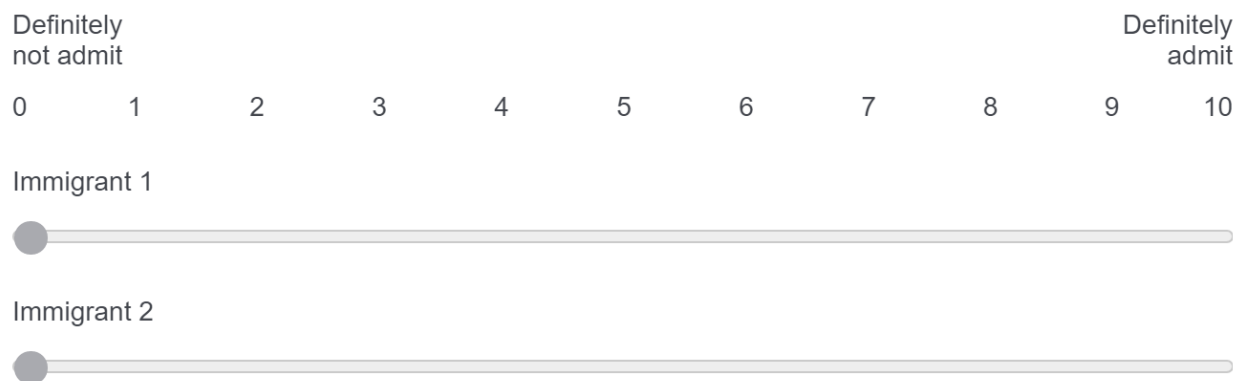 Definitely
not admit
Definitely
admit
0 1 2 3 4 5 6 7 8 9 10
Immigrant 1
Immigrant 2